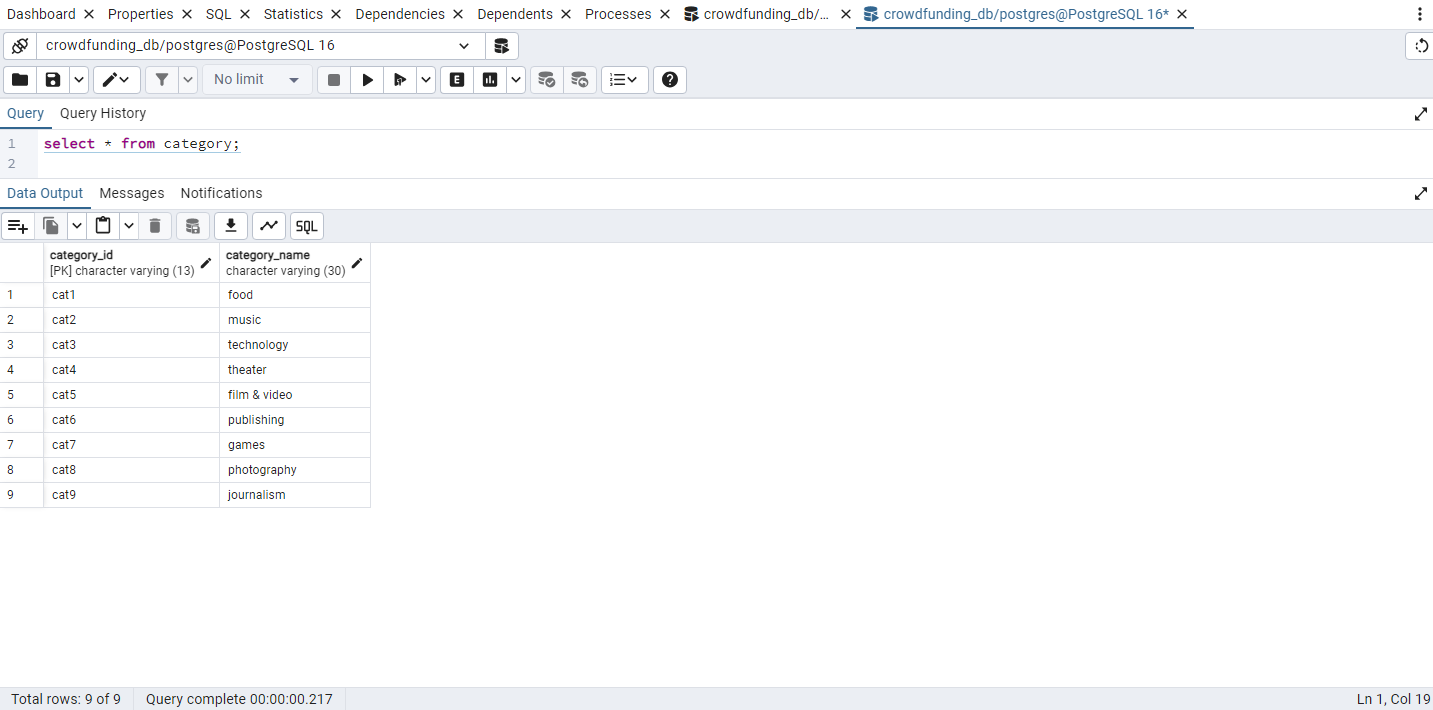 Dashboard Properties SQL Statistics Dependencies Dependents Processes crowdfunding_db/... crowdfunding_db/postgres@PostgreSQL 16*
crowdfunding_db/postgres@PostgreSQL 16
No limit E
Query Query History
1 select * from category;
2
Data Output Messages Notifications
SQL
category_id category_name
[PK] character varying (13) character varying (30)
1 cat1 food
2 cat2 music
3 cat3 technology
4 cat4 theater
5 cat5 film & video
6 cat6 publishing
7 cat7 games
8 cat8 photography
9 cat9 journalism
Total rows: 9 of 9 Query complete 00:00:00.217 Ln 1, Col 19